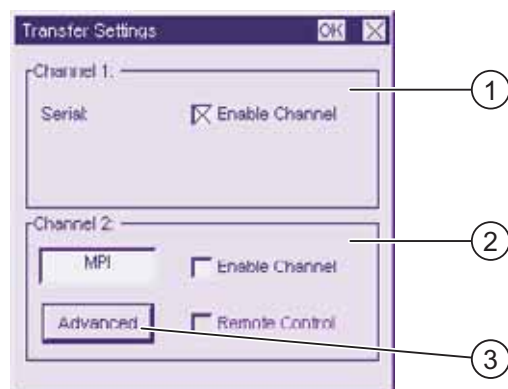 Transfer Settings OK
Channel 1:
1
Serial: Enable Channel
Channel 2:
2
MPI Enable Channel
Advanced Remote Control
3